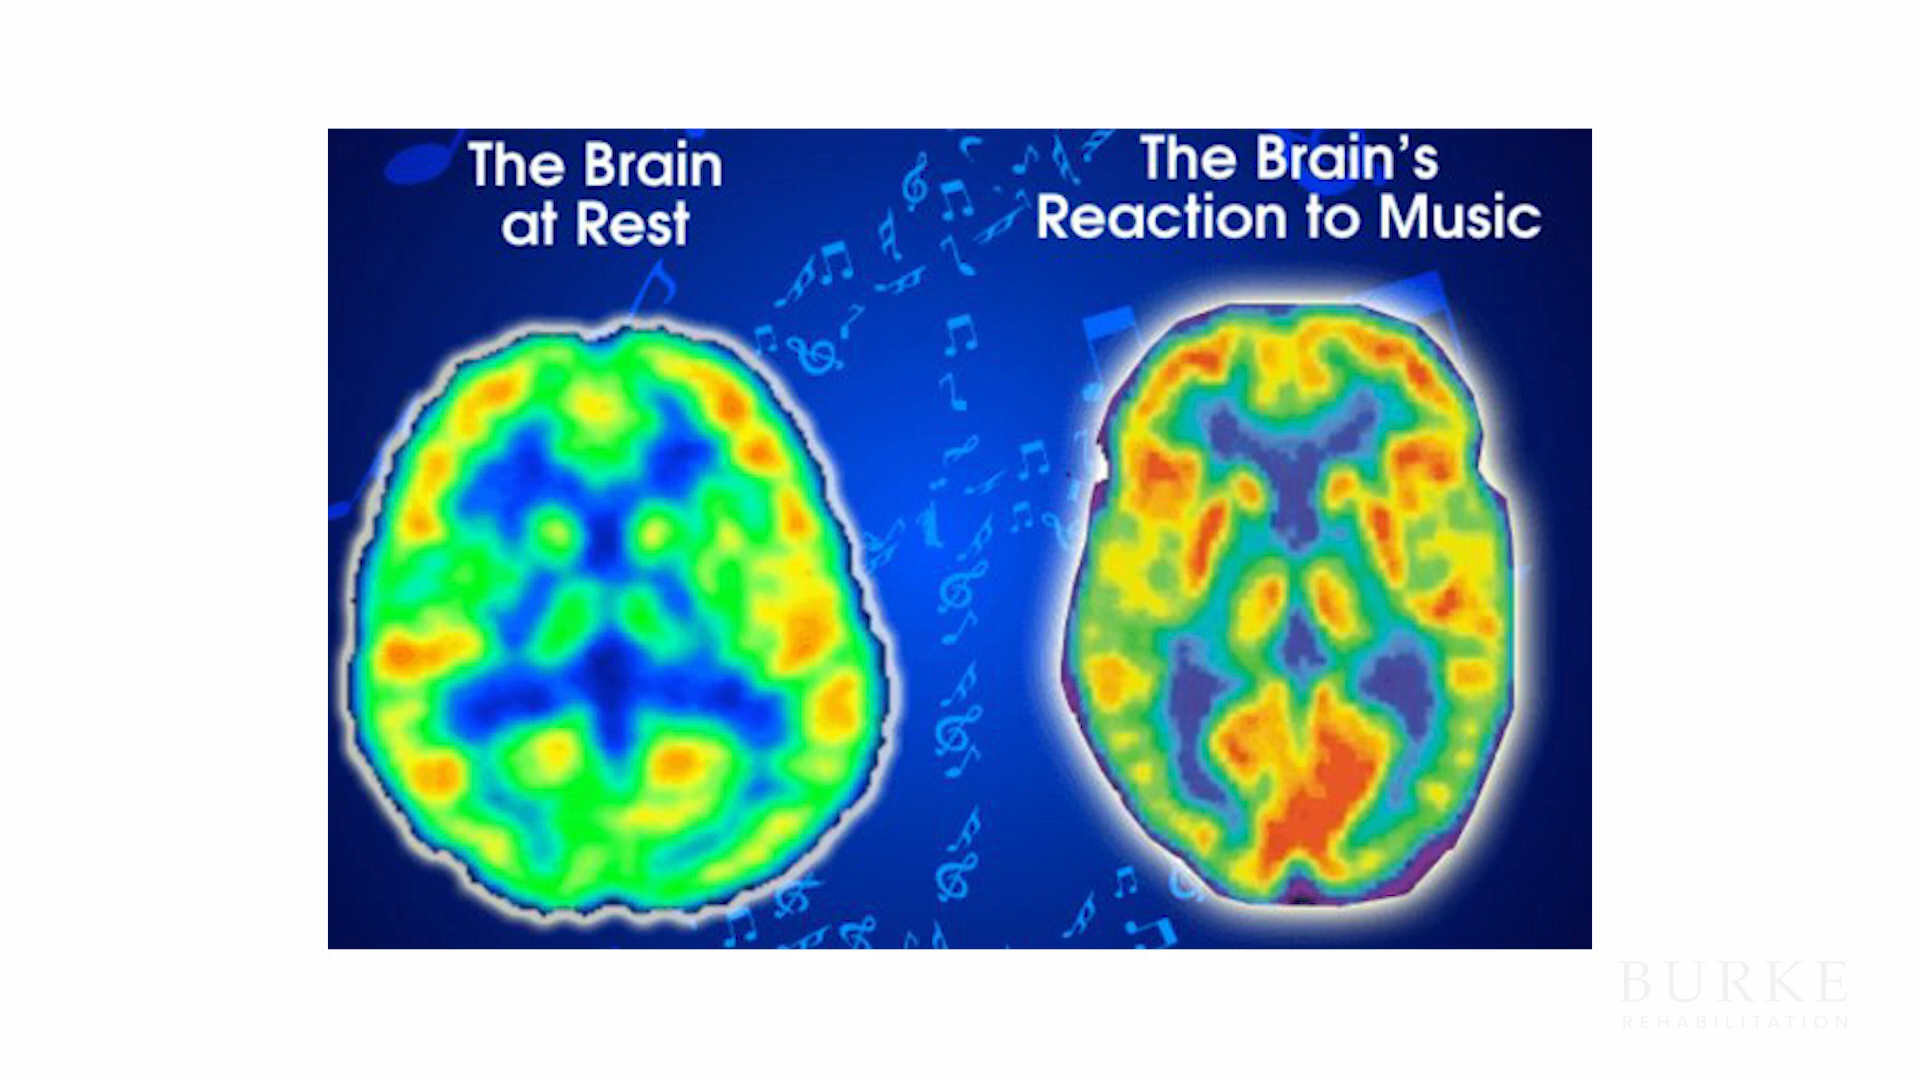 The Brain
at Rest
The Brain's
Reaction to Music
BURKE
REHABILITATION